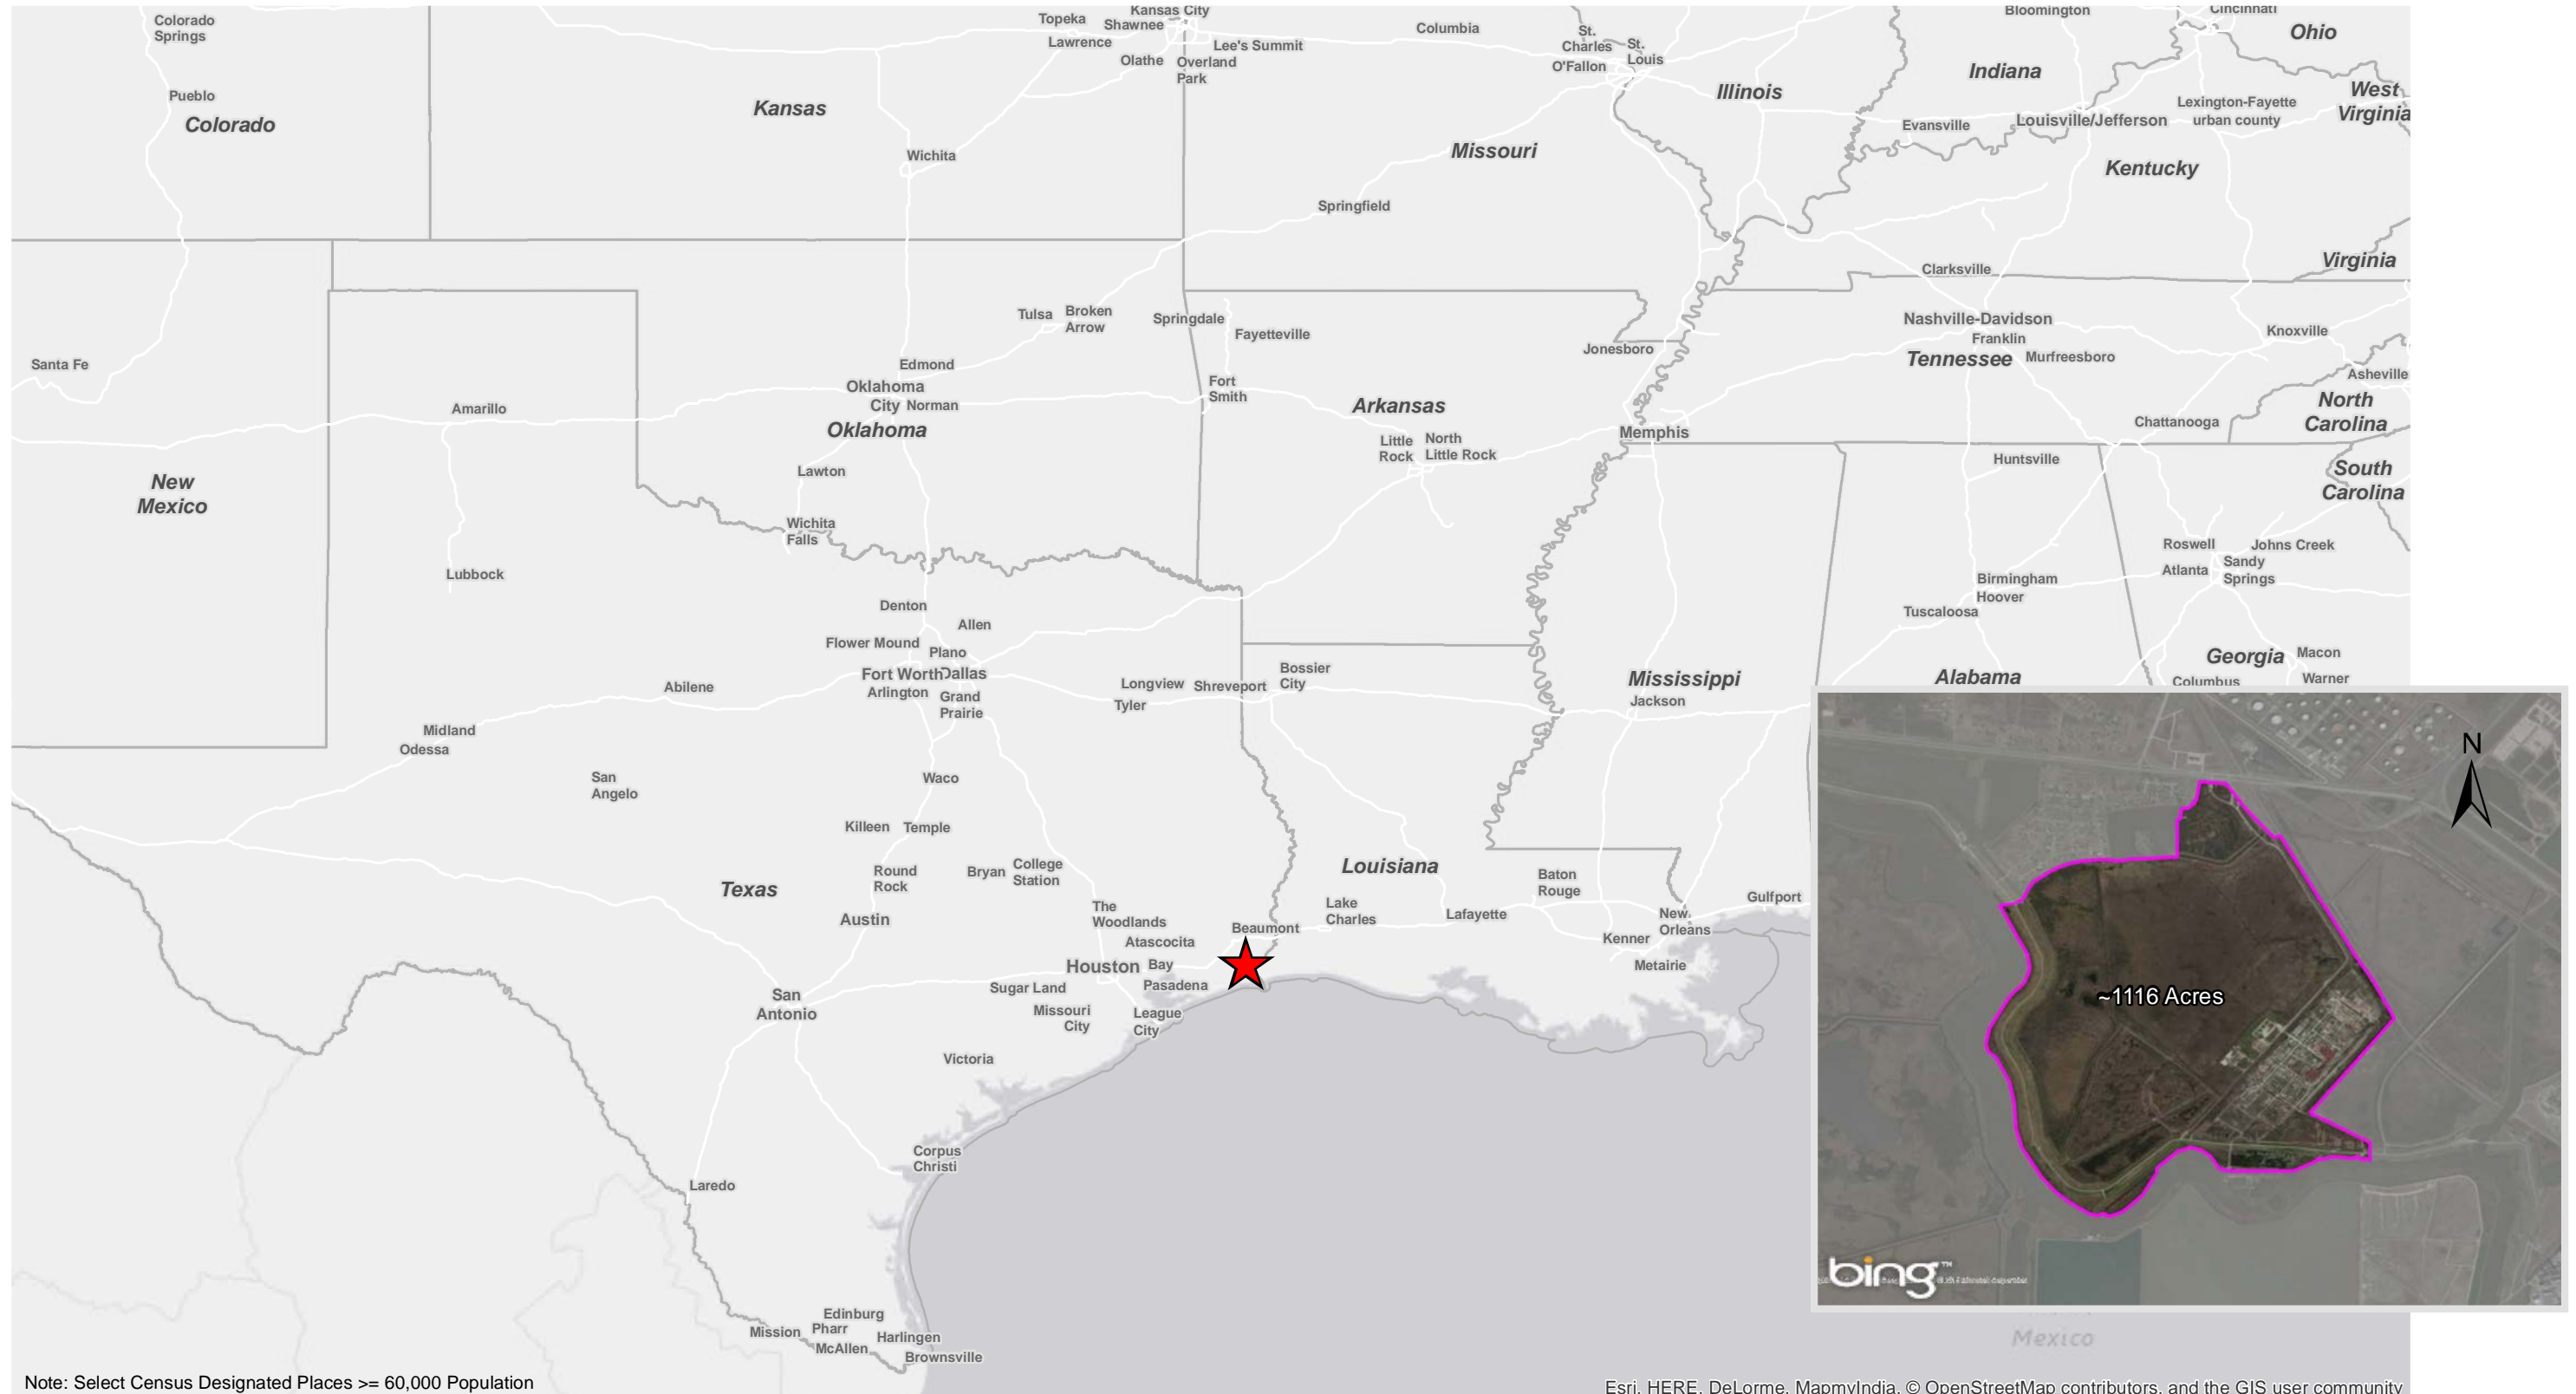 Colorado
Springs
Pueblo
Colorado
Topeka
Kansas City
Shawnee
Lawrence
Lee's Summit
Olathe
Overland
Park
Kansas
Wichita
Columbia
St.
Charles
St.
Louis
O'Fallon
Missouri
Springfield
Illinois
Bloomington
Indiana
Evansville
Louisville/Jefferson
Cincinnati
Ohio
Lexington-Fayette
urban county
West
Virginia
Kentucky
Virginia
Clarksville
Nashville-Davidson
Franklin
Tennessee
Murfreesboro
Knoxville
Asheville
North
Carolina
Chattanooga
South
Carolina
Santa Fe
New
Mexico
Amarillo
Lubbock
Tulsa
Broken
Arrow
Edmond
Oklahoma
City
Norman
Oklahoma
Lawton
Wichita
Falls
Springdale
Fayetteville
Fort
Smith
Jonesboro
Arkansas
Little
Rock
North
Little Rock
Memphis
Huntsville
Birmingham
Hoover
Tuscaloosa
Alabama
Roswell
Johns Creek
Atlanta
Sandy
Springs
Georgia
Macon
Columbus
Warner
Denton
Allen
Flower Mound
Plano
Fort Worth
Dallas
Arlington
Grand
Prairie
Abilene
Midland
Odessa
San
Angelo
Longview
Shreveport
Bossier
City
Tyler
Mississippi
Jackson
Waco
Killeen
Temple
Round
Rock
Bryan
College
Station
Texas
Austin
The
Woodlands
Atascocita
Beaumont
Houston
Bay
Pasadena
Sugar Land
Missouri
City
League
City
San
Antonio
Victoria
Louisiana
Lake
Charles
Lafayette
Baton
Rouge
New
Orleans
Kenner
Metairie
Gulfport
Corpus
Christi
Laredo
Edinburg
Mission
Pharr
McAllen
Harlingen
Brownsville
N
~1116 Acres
bing™
Mexico
Note: Select Census Designated Places >= 60,000 Population
Esri, HERE, DeLorme, MapmyIndia, © OpenStreetMap contributors, and the GIS user community